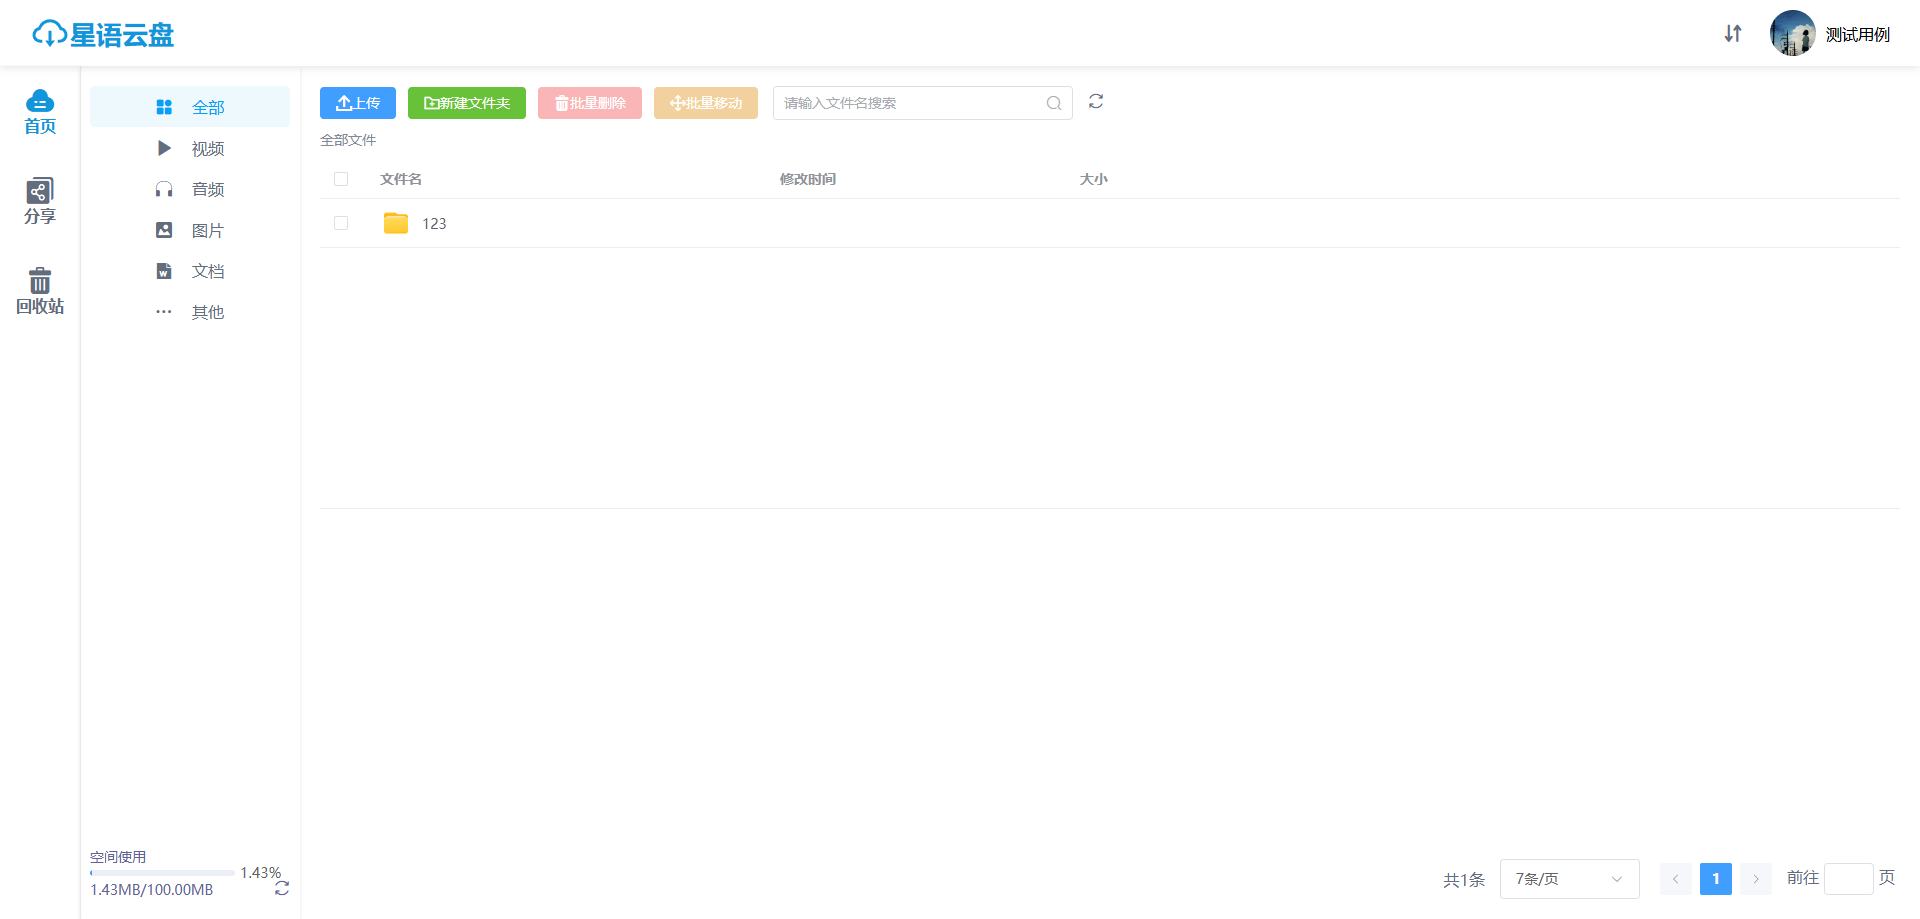 星语云盘
测试用例
首页
分享
回收站
全部
视频
音频
图片
文档
其他
空间使用
1.43%
1.43MB/100.00MB
上传 新建文件夹 批量删除 批量移动 请输入文件名搜索
全部文件
文件名 修改时间 大小
123
共1条 7条/页 1 前往 页